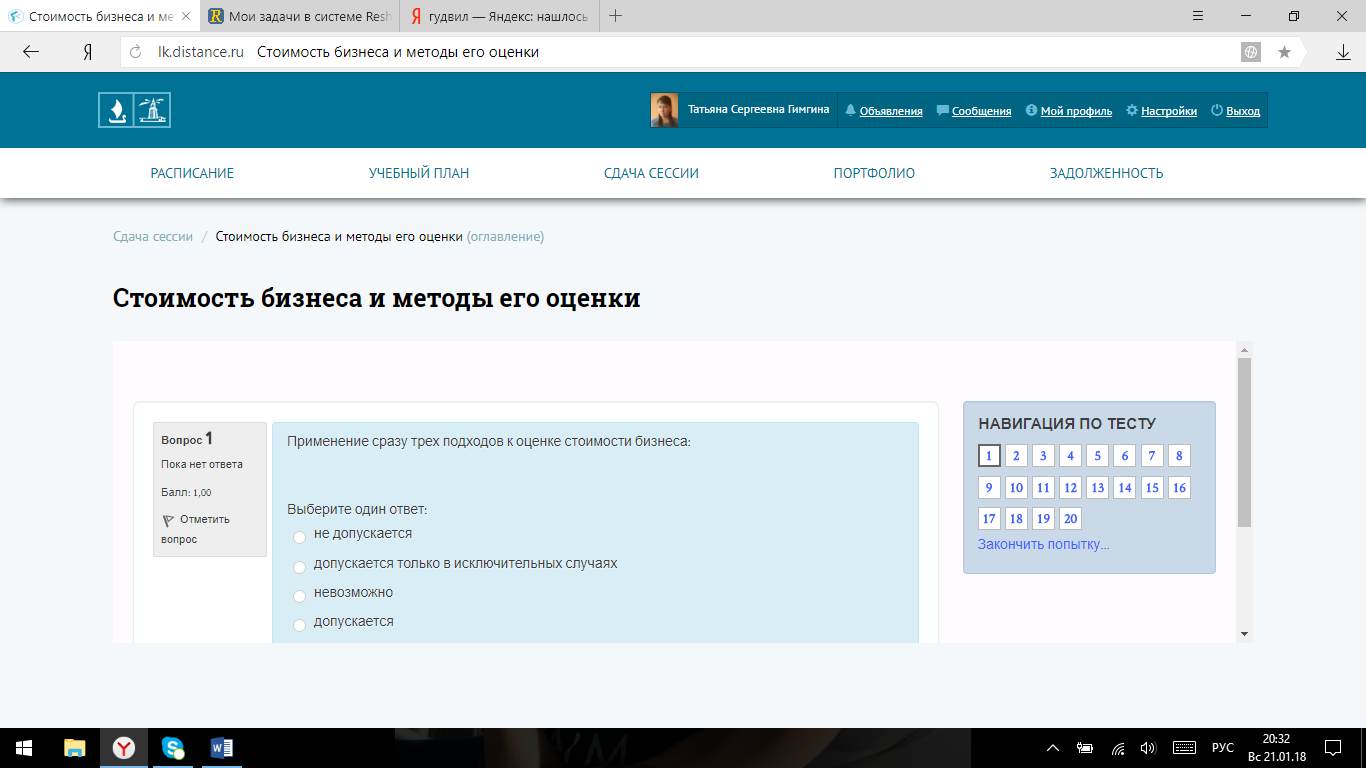 Стоимость бизнеса и ме
Мои задачи в системе Resh
гудвил — Яндекс: нашлось
lk.distance.ru Стоимость бизнеса и методы его оценки
Татьяна Сергеевна Гимгина Объявления Сообщения Мой профиль Настройки Выход
РАСПИСАНИЕ УЧЕБНЫЙ ПЛАН СДАЧА СЕССИИ ПОРТФОЛИО ЗАДОЛЖЕННОСТЬ
Сдача сессии / Стоимость бизнеса и методы его оценки (оглавление)
Стоимость бизнеса и методы его оценки
Вопрос 1
Пока нет ответа
Балл: 1,00
Отметить
вопрос
Применение сразу трех подходов к оценке стоимости бизнеса:
Выберите один ответ:
не допускается
допускается только в исключительных случаях
невозможно
допускается
НАВИГАЦИЯ ПО ТЕСТУ
1 2 3 4 5 6 7 8
9 10 11 12 13 14 15 16
17 18 19 20
Закончить попытку...
РУС
20:32
Вс 21.01.18